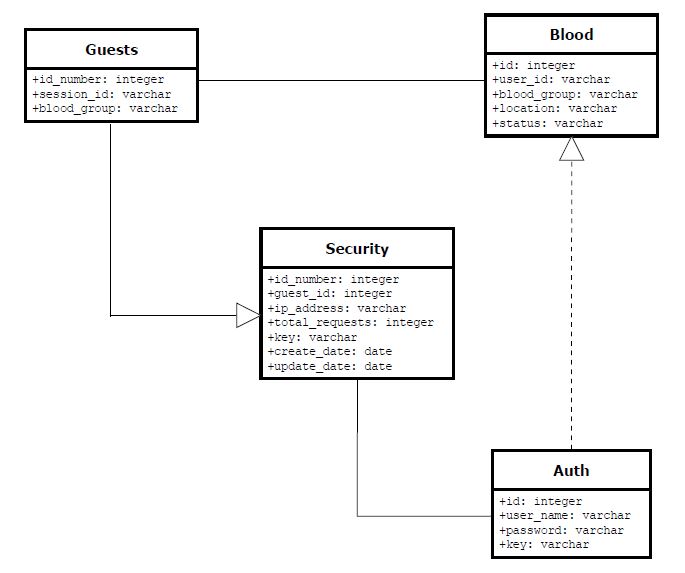 Guests
+id_number: integer
+session_id: varchar
+blood_group: varchar
Blood
+id: integer
+user_id: varchar
+blood_group: varchar
+location: varchar
+status: varchar
Security
+id_number: integer
+guest_id: integer
+ip_address: varchar
+total_requests: integer
+key: varchar
+create_date: date
+update_date: date
Auth
+id: integer
+user_name: varchar
+password: varchar
+key: varchar